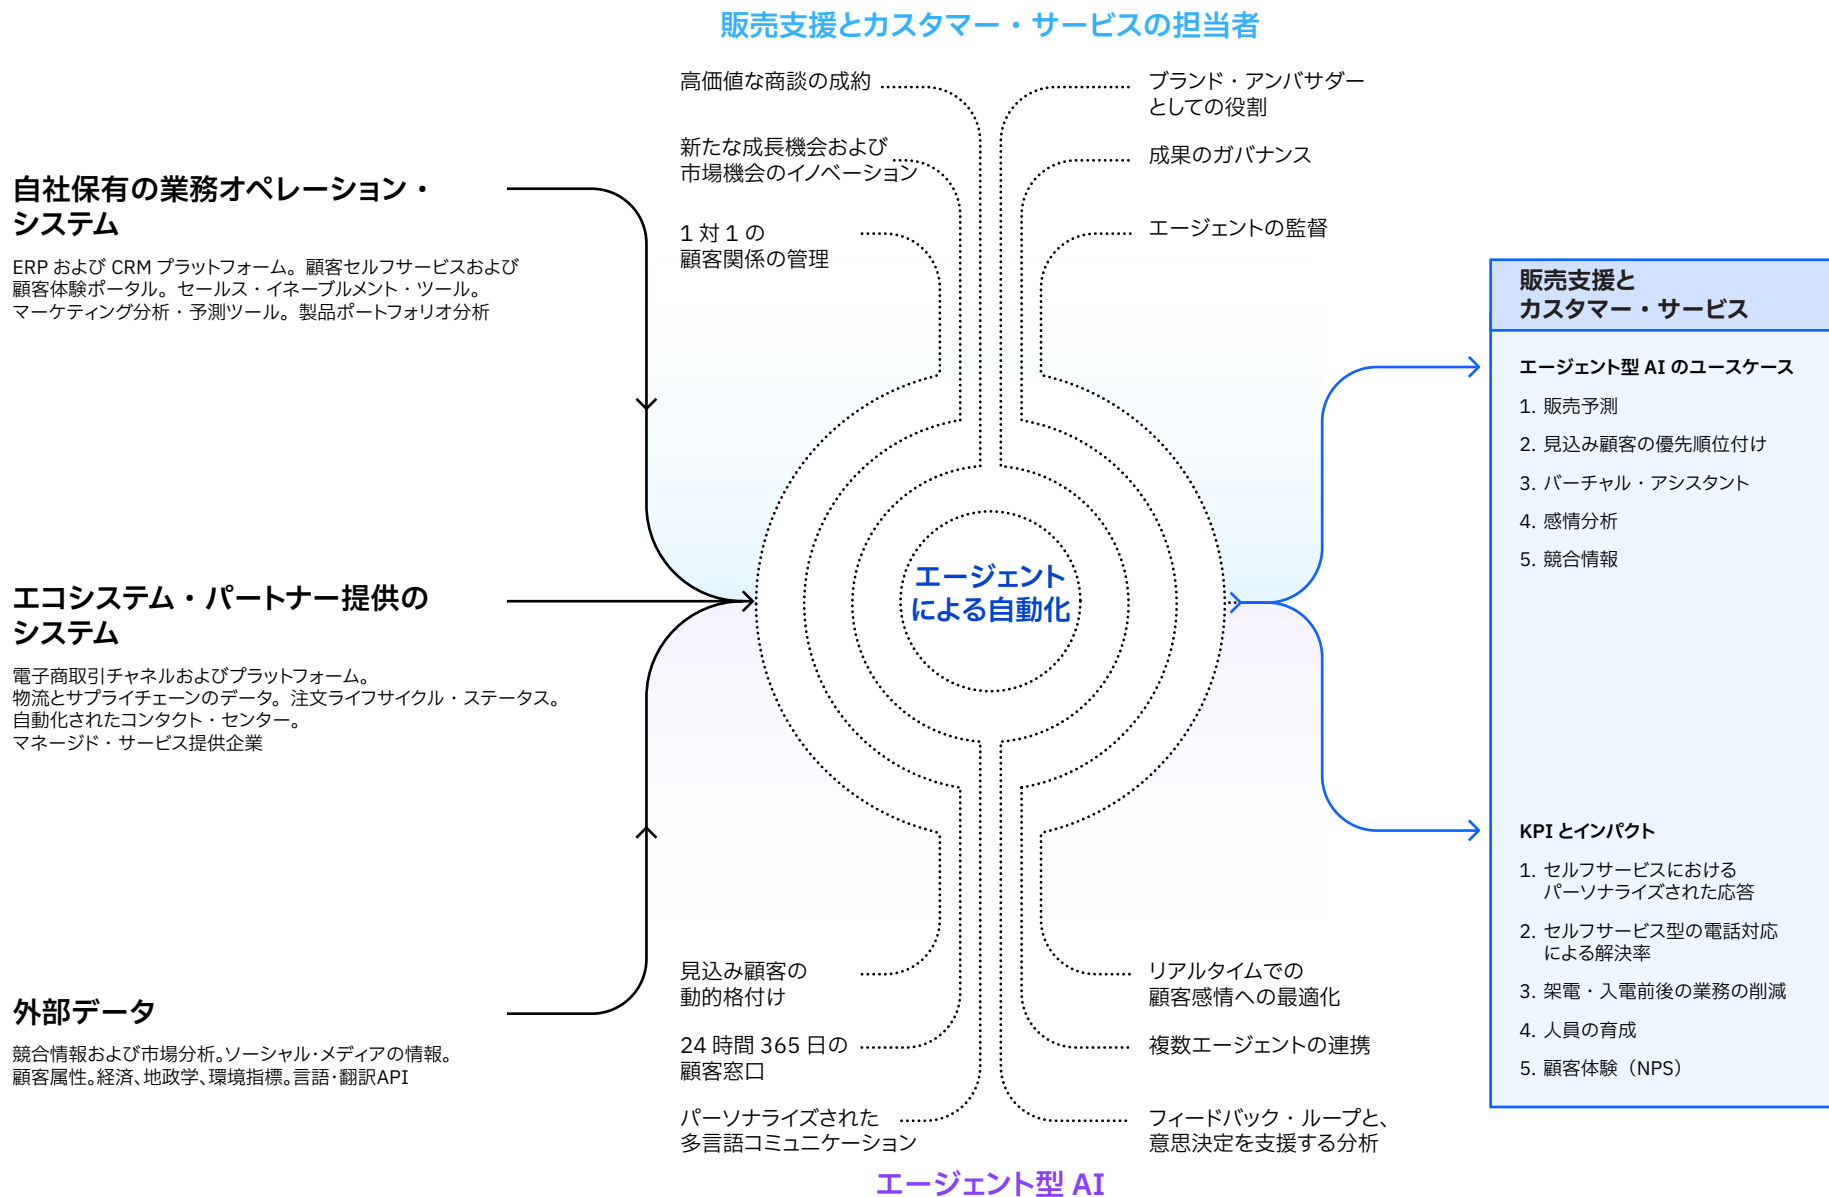 販売支援とカスタマー・サービスの担当者
高価値な商談の成約
新たな成長機会および
市場機会のイノベーション
1 対 1 の
顧客関係の管理
ブランド・アンバサダー
としての役割
成果のガバナンス
エージェントの監督
自社保有の業務オペレーション・
システム
ERP および CRM プラットフォーム。顧客セルフサービスおよび
顧客体験ポータル。セールス・イネーブルメント・ツール。
マーケティング分析・予測ツール。製品ポートフォリオ分析
エコシステム・パートナー提供の
システム
電子商取引チャネルおよびプラットフォーム。
物流とサプライチェーンのデータ。注文ライフサイクル・ステータス。
自動化されたコンタクト・センター。
マネージド・サービス提供企業
外部データ
競合情報および市場分析。ソーシャル・メディアの情報。
顧客属性。経済、地政学、環境指標。言語・翻訳API
エージェント
による自動化
見込み顧客の
動的格付け
24 時間 365 日の
顧客窓口
パーソナライズされた
多言語コミュニケーション
リアルタイムでの
顧客感情への最適化
複数エージェントの連携
フィードバック・ループと、
意思決定を支援する分析
エージェント型 AI
販売支援と
カスタマー・サービス
エージェント型 AI のユースケース
1. 販売予測
2. 見込み顧客の優先順位付け
3. バーチャル・アシスタント
4. 感情分析
5. 競合情報
KPI とインパクト
1. セルフサービスにおける
パーソナライズされた応答
2. セルフサービス型の電話対応
による解決率
3. 架電・入電前後の業務の削減
4. 人員の育成
5. 顧客体験（NPS）